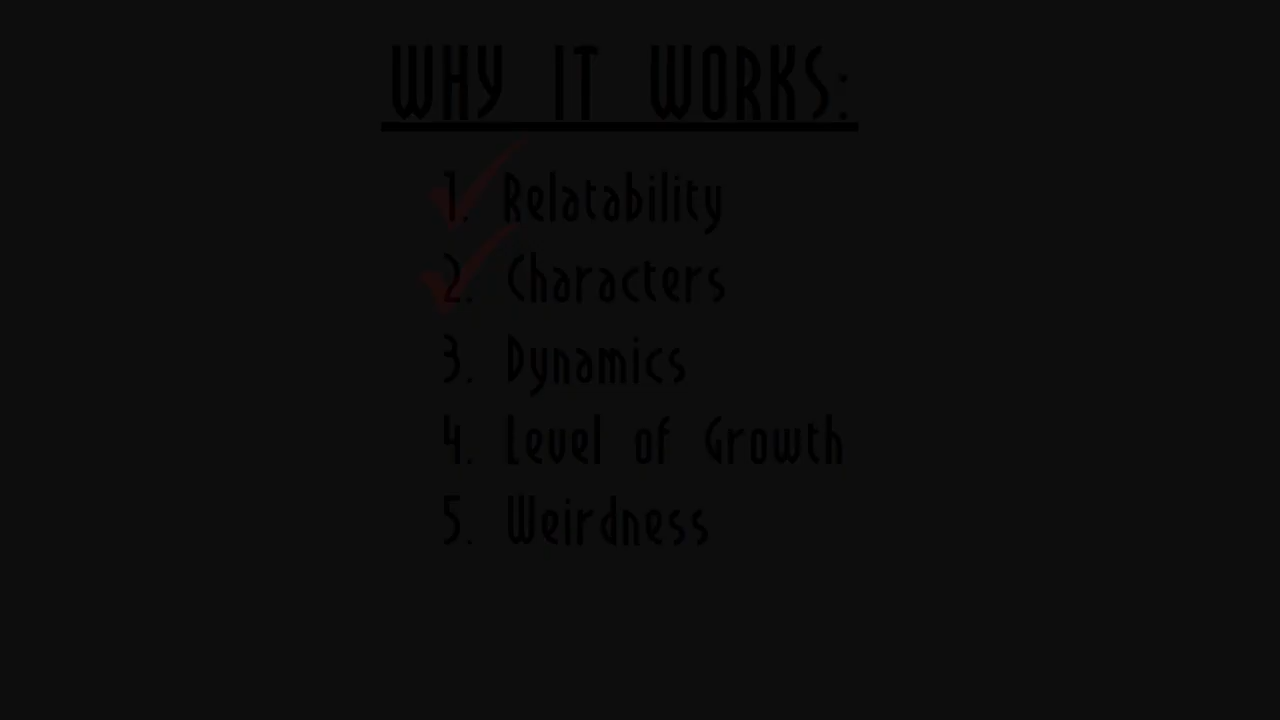 WHY IT WORKS:
1. Relatability
2. Characters
3. Dynamics
4. Level of Growth
5. Weirdness